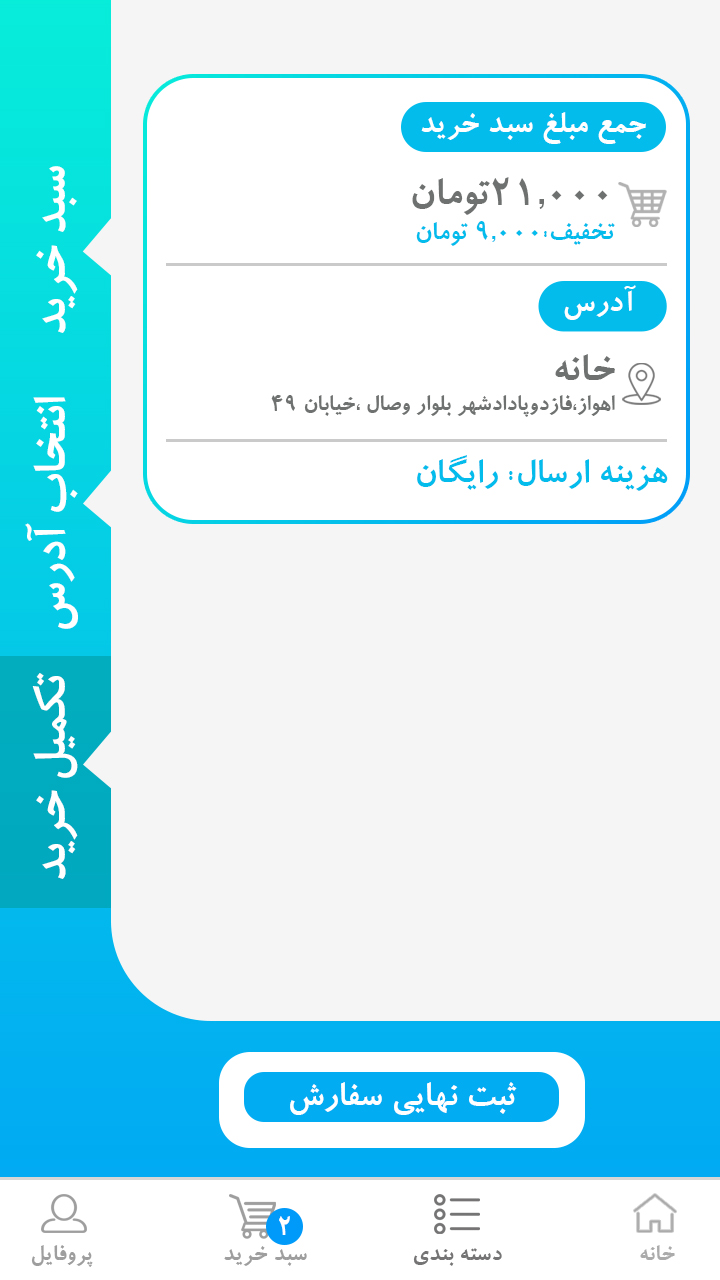 جمع مبلغ سبد خرید
۲۱,۰۰۰تومان
تخفیف:۹,۰۰۰ تومان
آدرس
خانه
اهواز،فازدوپادادشهر بلوار وصال ،خیابان ۴۹
هزینه ارسال: رایگان
سبد خرید
انتخاب آدرس
تکمیل خرید
ثبت نهایی سفارش
۲
خانه
دسته بندی
سبد خرید
پروفایل